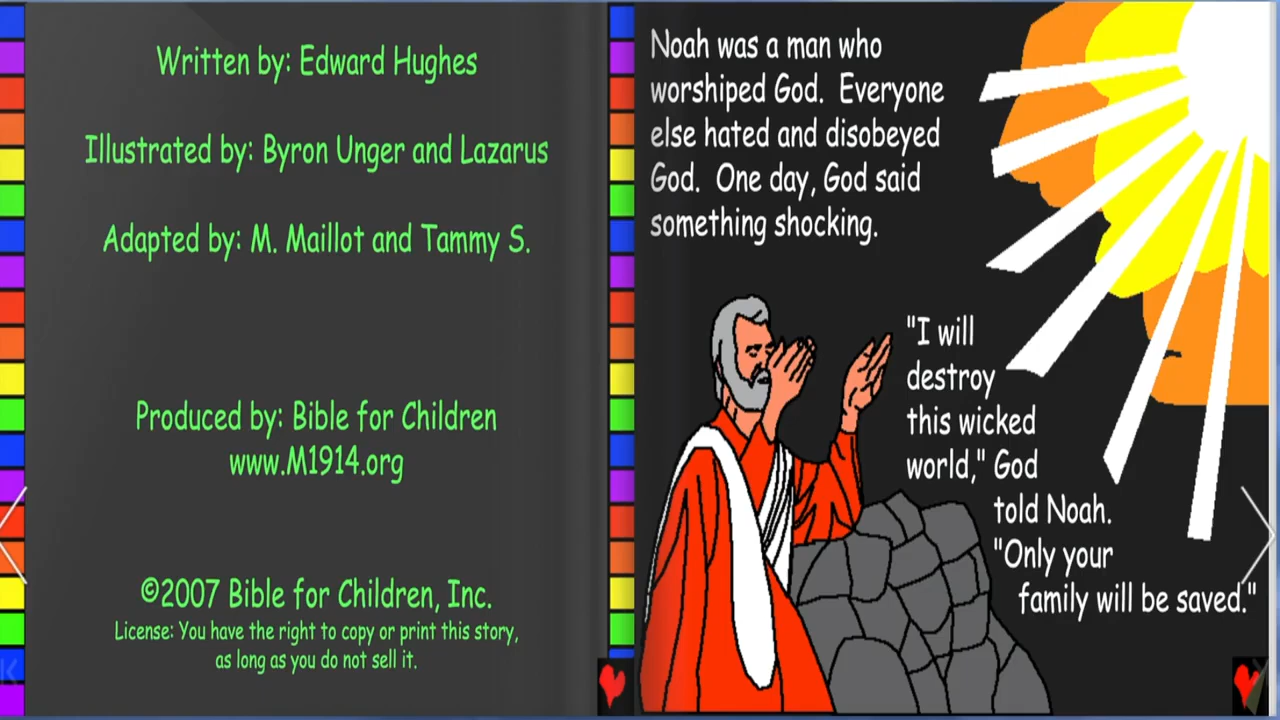 Written by: Edward Hughes
Illustrated by: Byron Unger and Lazarus
Adapted by: M. Maillot and Tammy S.
Produced by: Bible for Children
www.M1914.org
©2007 Bible for Children, Inc.
License: You have the right to copy or print this story,
as long as you do not sell it.
Noah was a man who
worshiped God. Everyone
else hated and disobeyed
God. One day, God said
something shocking.
"I will
destroy
this wicked
world," God
told Noah.
"Only your
family will be saved."